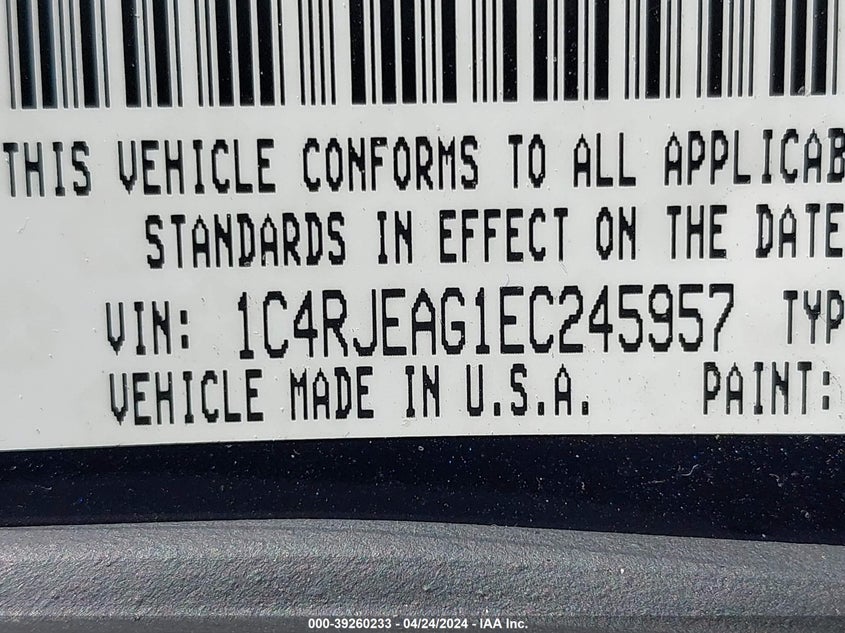 THIS VEHICLE CONFORMS TO ALL APPLICAB
STANDARDS IN EFFECT ON THE DATE
VIN: 1C4RJEAG1EC245957 TYP
VEHICLE MADE IN U.S.A. PAINT:
000-39260233 - 04/24/2024 - IAA Inc.